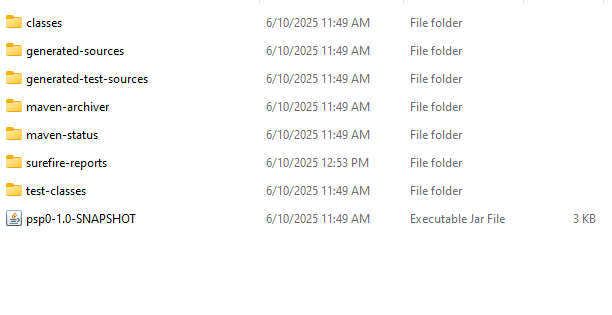 classes 6/10/2025 11:49 AM File folder
generated-sources 6/10/2025 11:49 AM File folder
generated-test-sources 6/10/2025 11:49 AM File folder
maven-archiver 6/10/2025 11:49 AM File folder
maven-status 6/10/2025 11:49 AM File folder
surefire-reports 6/10/2025 12:53 PM File folder
test-classes 6/10/2025 11:49 AM File folder
psp0-1.0-SNAPSHOT 6/10/2025 11:49 AM Executable Jar File 3 KB